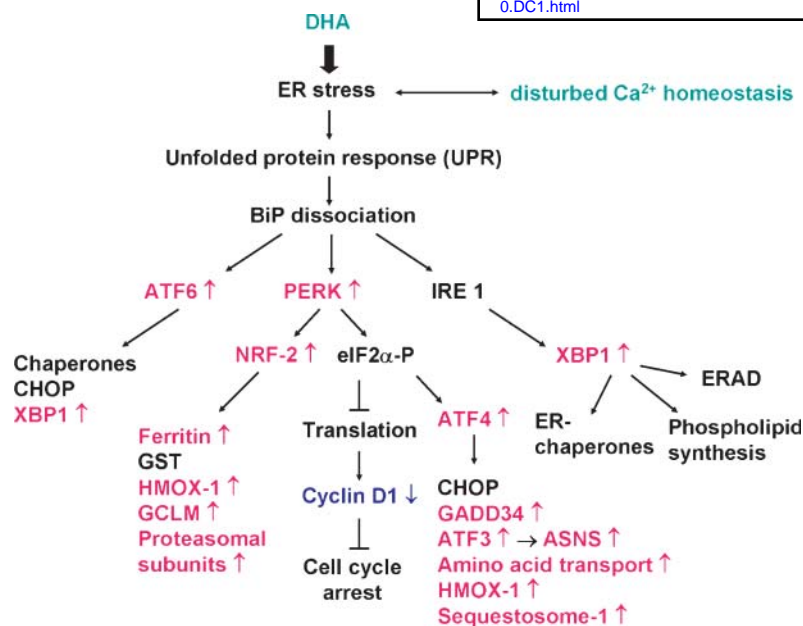 0.DC1.html
DHA
ER stress
disturbed Ca²⁺ homeostasis
Unfolded protein response (UPR)
BiP dissociation
ATF6 ↑
PERK ↑
IRE 1
Chaperones
CHOP
XBP1 ↑
NRF-2 ↑
eIF2α-P
XBP1 ↑
Ferritin ↑
GST
HMOX-1 ↑
GCLM ↑
Proteasomal
subunits ↑
Translation
Cyclin D1 ↓
Cell cycle
arrest
ATF4 ↑
CHOP
GADD34 ↑
ATF3 ↑ → ASNS ↑
Amino acid transport ↑
HMOX-1 ↑
Sequestosome-1 ↑
ER-
chaperones
ERAD
Phospholipid
synthesis